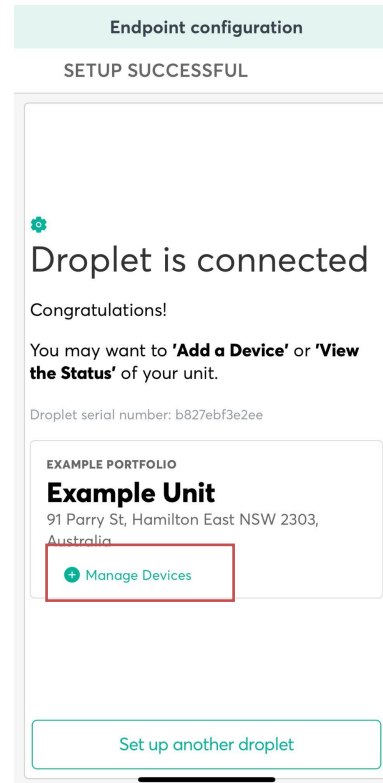 Endpoint configuration
SETUP SUCCESSFUL
Droplet is connected
Congratulations!
You may want to 'Add a Device' or 'View
the Status' of your unit.
Droplet serial number: b827ebf3e2ee
EXAMPLE PORTFOLIO
Example Unit
91 Parry St, Hamilton East NSW 2303,
Australia
Manage Devices
Set up another droplet